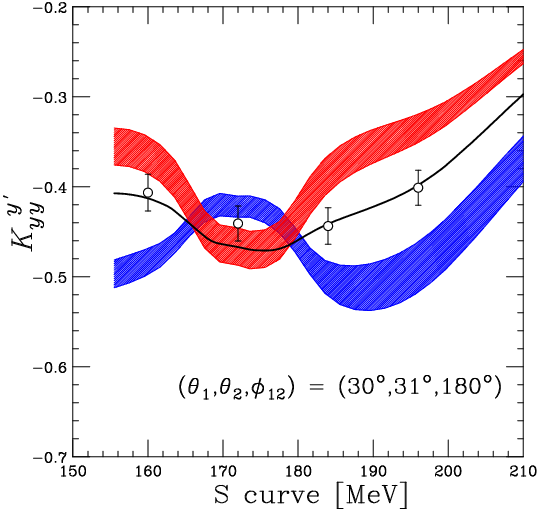 −0.2
−0.3
−0.4
−0.5
−0.6
−0.7
K_{yy}^{y'}
(θ₁,θ₂,ϕ₁₂) = (30°,31°,180°)
150 160 170 180 190 200 210
S curve [MeV]